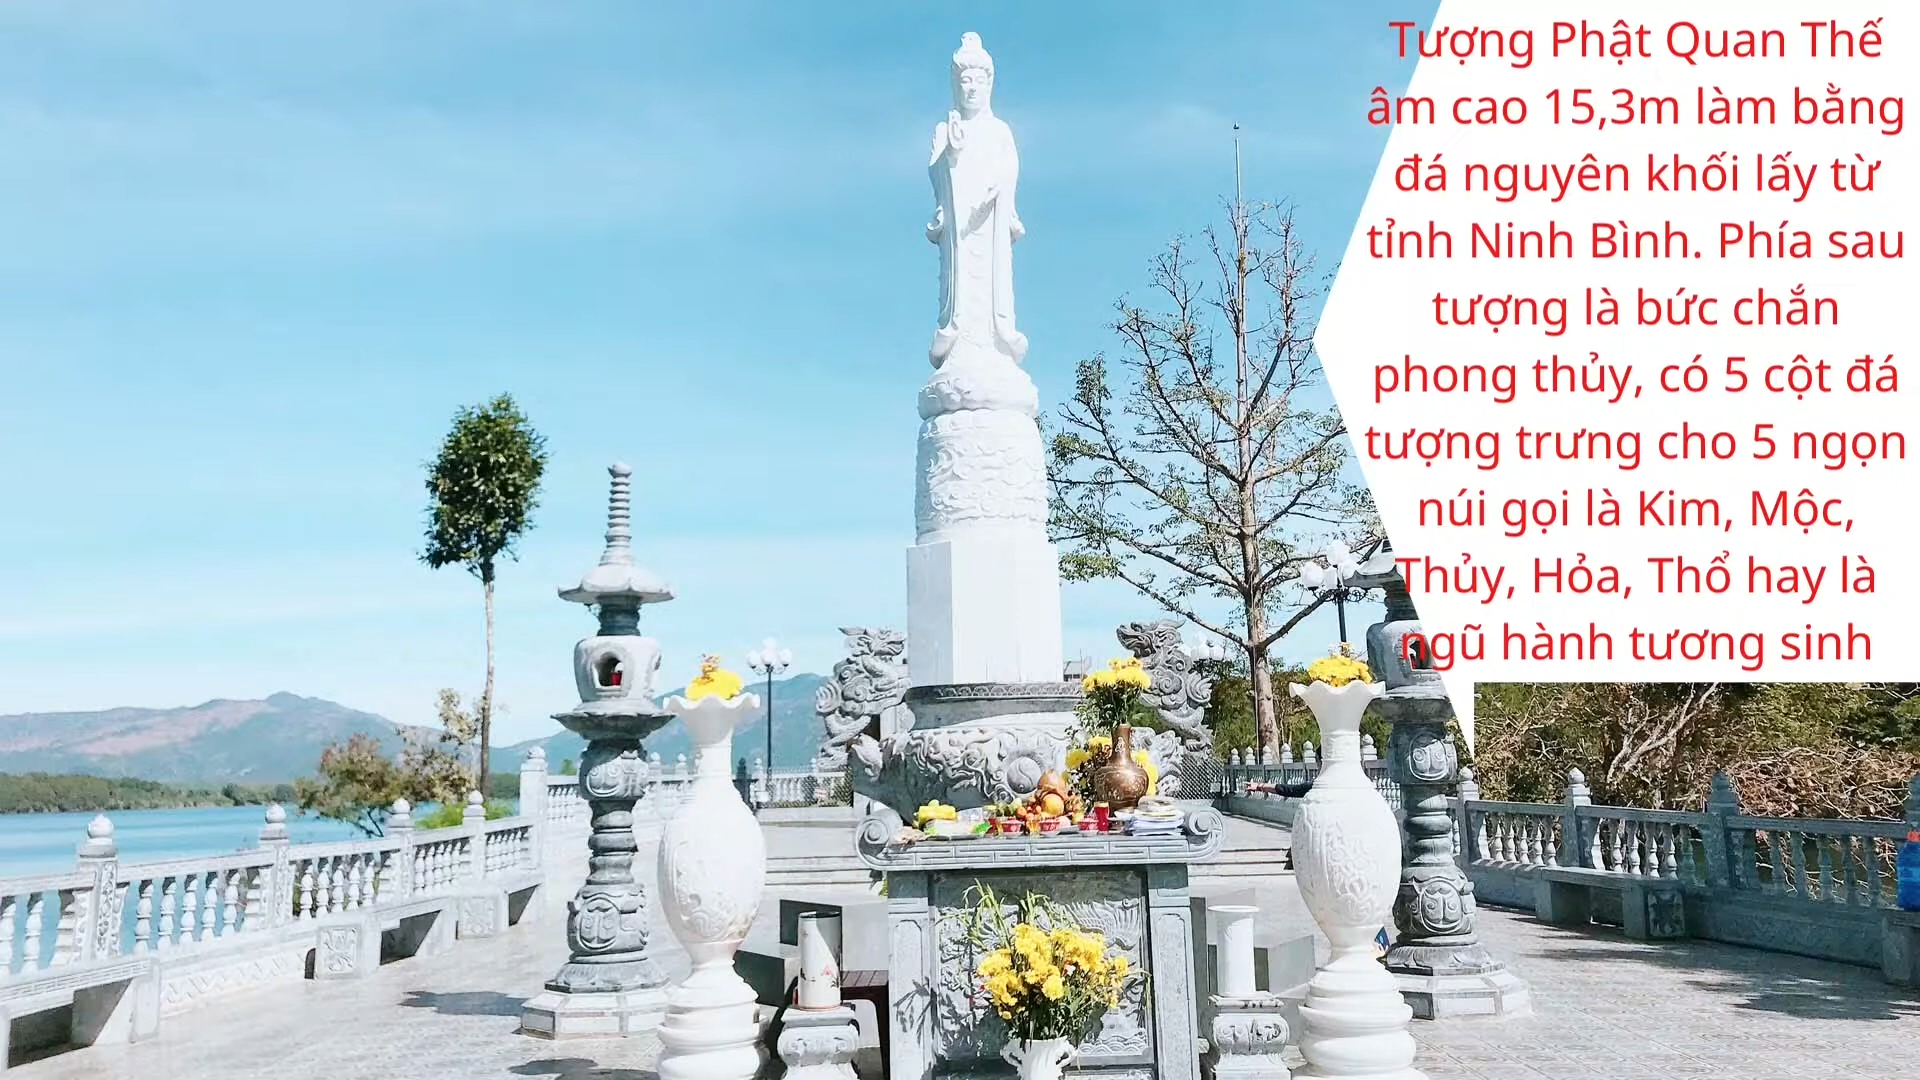 Tượng Phật Quan Thế
âm cao 15,3m làm bằng
đá nguyên khối lấy từ
tỉnh Ninh Bình. Phía sau
tượng là bức chắn
phong thủy, có 5 cột đá
tượng trưng cho 5 ngọn
núi gọi là Kim, Mộc,
Thủy, Hỏa, Thổ hay là
ngũ hành tương sinh